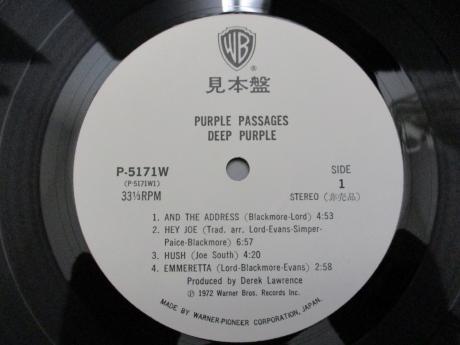 WB
®
見本盤
PURPLE PASSAGES
DEEP PURPLE
P-5171W
(P-5171W1)
33⅓RPM
SIDE
1
STEREO (非売品)
1. AND THE ADDRESS (Blackmore-Lord) 4:53
2. HEY JOE (Trad. arr. Lord-Evans-Simper-
Paice-Blackmore) 6:57
3. HUSH (Joe South) 4:20
4. EMMERETTA (Lord-Blackmore-Evans) 2:58
Produced by Derek Lawrence
℗ 1972 Warner Bros. Records Inc.
MADE BY WARNER-PIONEER CORPORATION, JAPAN.